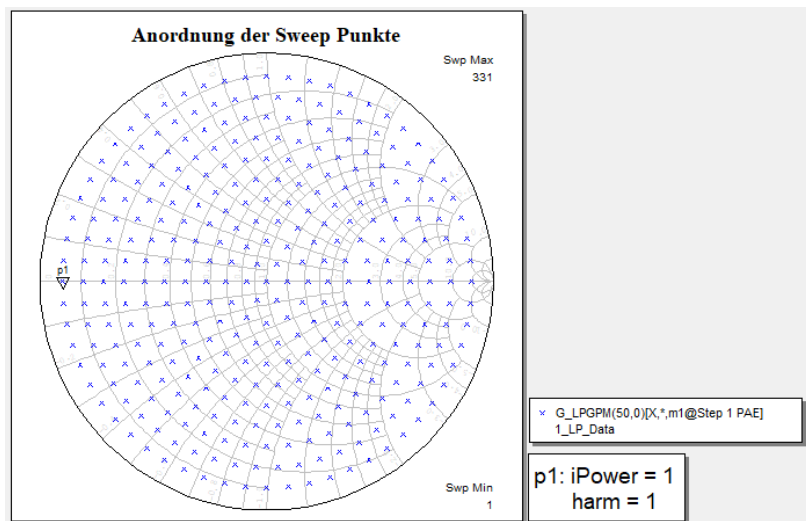 Anordnung der Sweep Punkte
Swp Max
331
p1
Swp Min
1
G_LPGPM(50,0)[X,*,m1@Step 1 PAE]
1_LP_Data
p1: iPower = 1
harm = 1